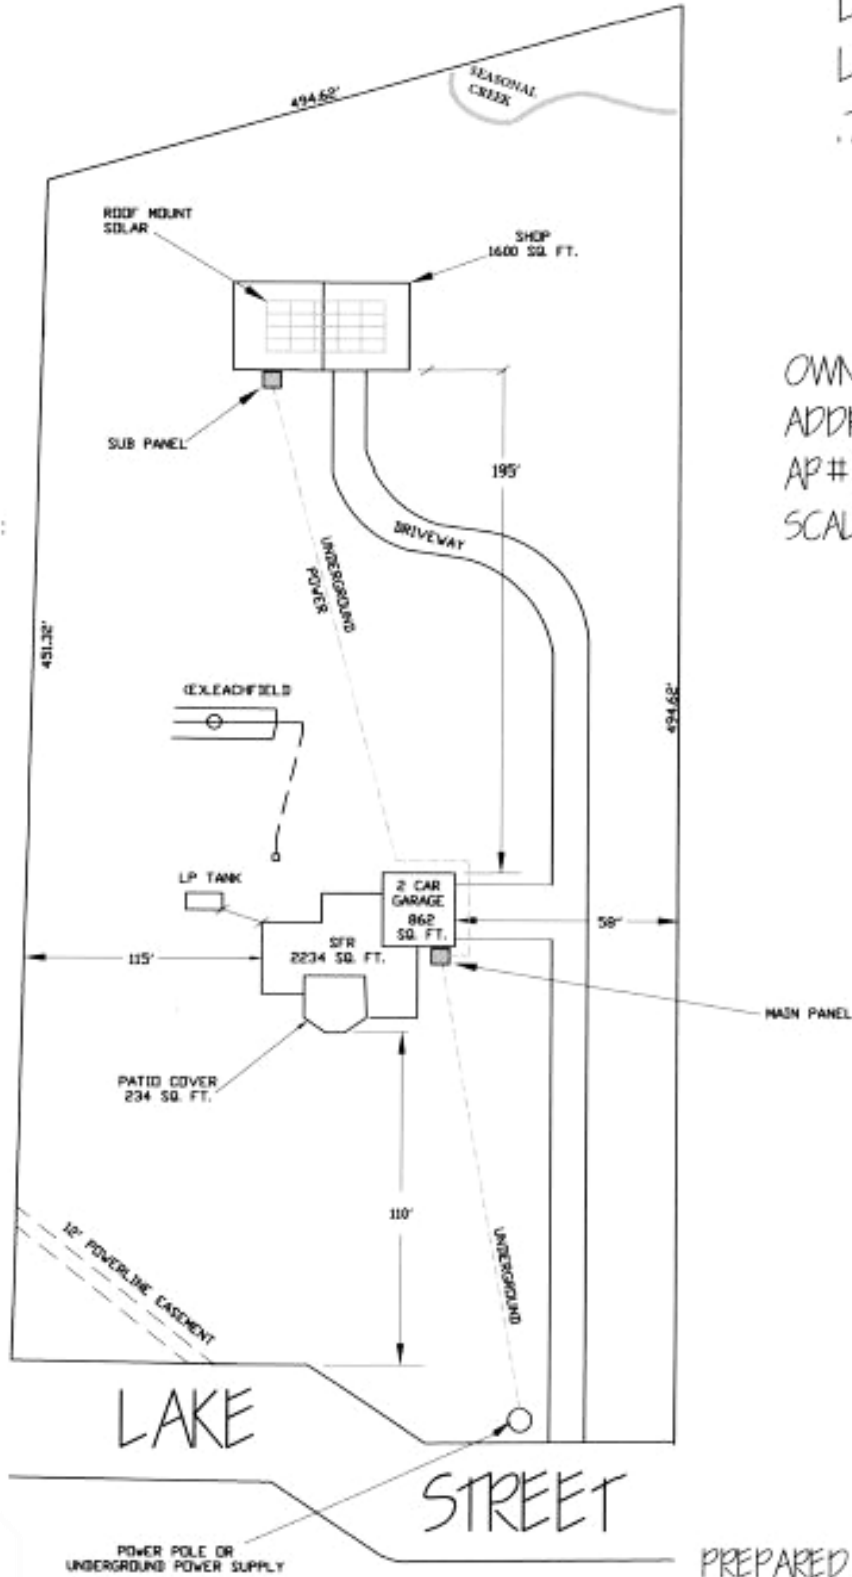 494.62'
SEASONAL
CREEK
ROOF MOUNT
SOLAR
SHOP
1600 SQ. FT.
OWN
ADD
AP#
SCAL
SUB PANEL
195'
DRIVEWAY
UNDERGROUND
POWER
451.32'
(E)LEACHFIELD
494.62'
LP TANK
2 CAR
GARAGE
862
SQ. FT.
58'
SFR
2234 SQ. FT.
115'
MAIN PANEL
PATIO COVER
234 SQ. FT.
110'
12' POWERLINE EASEMENT
UNDERGROUND
LAKE
STREET
POWER POLE OR
UNDERGROUND POWER SUPPLY
PREPARED